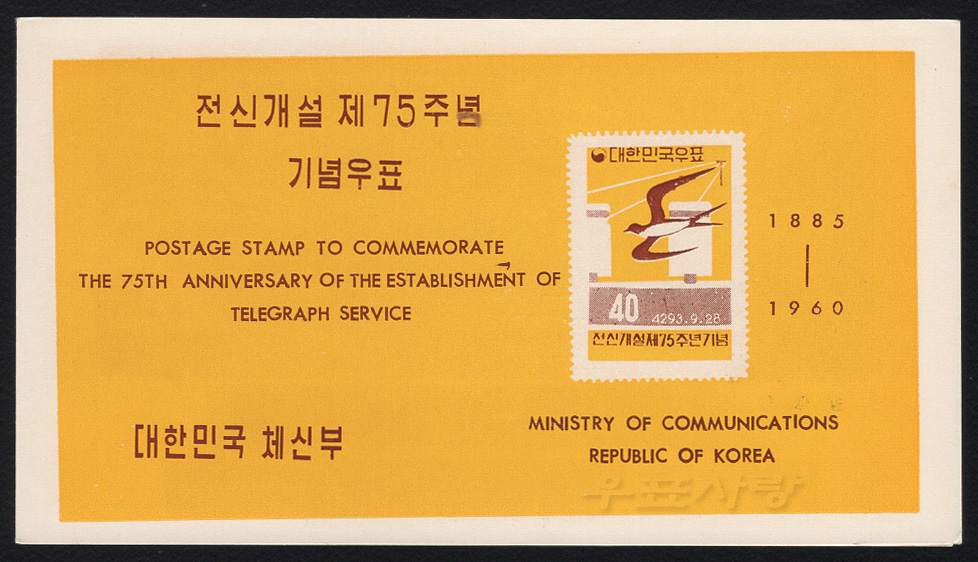 전신개설 제75주년
기념우표
POSTAGE STAMP TO COMMEMORATE
THE 75TH ANNIVERSARY OF THE ESTABLISHMENT OF
TELEGRAPH SERVICE
대한민국우표
40
4293.9.28
전신개설제75주년기념
1885
1960
대한민국 체신부
MINISTRY OF COMMUNICATIONS
REPUBLIC OF KOREA
우표사랑